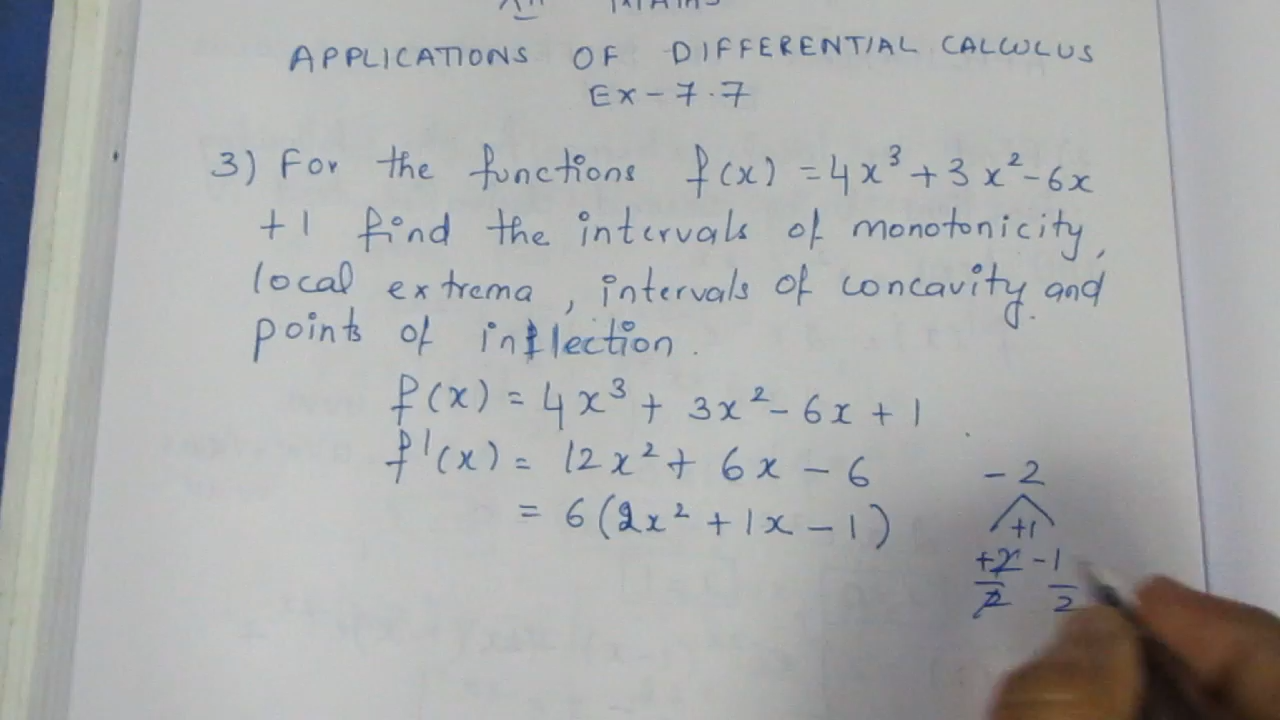 APPLICATIONS OF DIFFERENTIAL CALCULUS
Ex-7.7
3) For the functions f(x) = 4x³ + 3x² - 6x
+1 find the intervals of monotonicity,
local extrema, intervals of concavity and
points of inflection.
f(x) = 4x³ + 3x² - 6x + 1
f'(x) = 12x² + 6x - 6
-2
= 6(2x² + 1x - 1)
+1
+2 -1
2 2